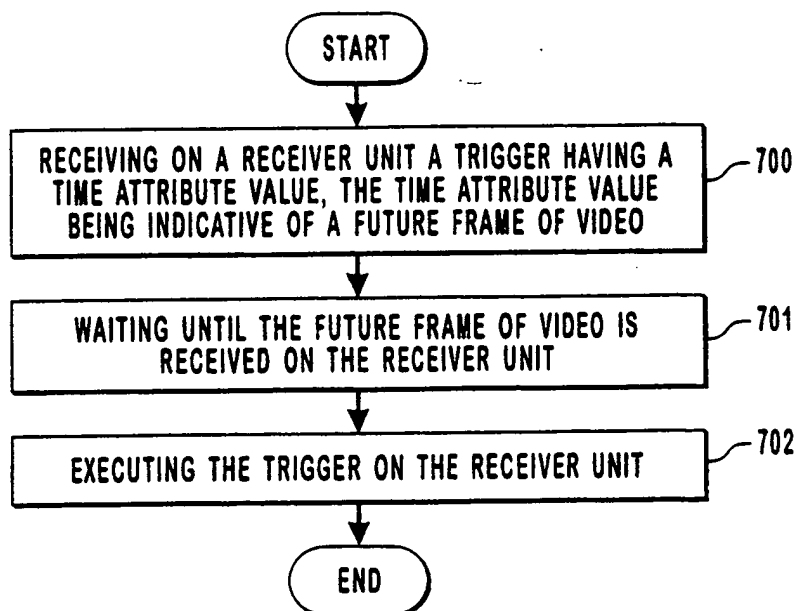 START
RECEIVING ON A RECEIVER UNIT A TRIGGER HAVING A
TIME ATTRIBUTE VALUE, THE TIME ATTRIBUTE VALUE
BEING INDICATIVE OF A FUTURE FRAME OF VIDEO
700
WAITING UNTIL THE FUTURE FRAME OF VIDEO IS
RECEIVED ON THE RECEIVER UNIT
701
EXECUTING THE TRIGGER ON THE RECEIVER UNIT
702
END